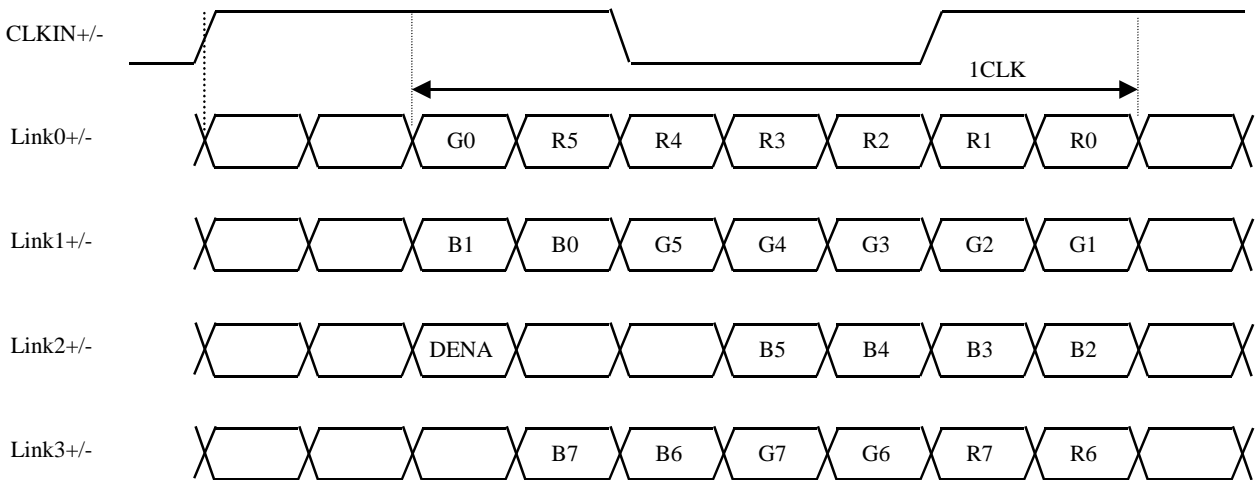 CLKIN+/-
1CLK
Link0+/- G0 R5 R4 R3 R2 R1 R0
Link1+/- B1 B0 G5 G4 G3 G2 G1
Link2+/- DENA B5 B4 B3 B2
Link3+/- B7 B6 G7 G6 R7 R6